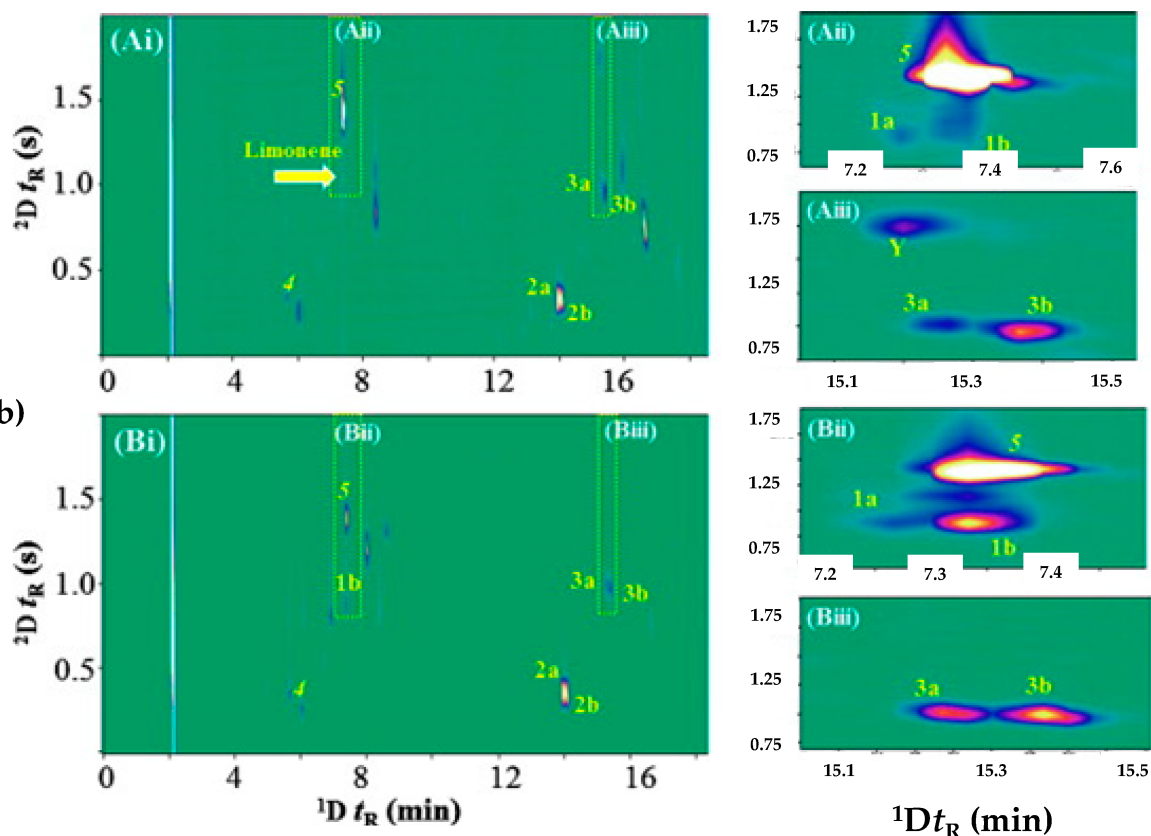 (Ai)
(Aii)
(Aiii)
5
Limonene
3a
3b
4
2a
2b
1.5
1.0
0.5
²D tR (s)
0 4 8 12 16
(Aii)
5
1a
1b
1.75
1.25
0.75
7.2 7.4 7.6
(Aiii)
Y
3a 3b
1.75
1.25
0.75
15.1 15.3 15.5
b)
(Bi)
(Bii)
(Biii)
5
1b
3a
3b
4
2a
2b
1.5
1.0
0.5
²D tR (s)
0 4 8 12 16
¹D tR (min)
(Bii)
5
1a
1b
1.75
1.25
0.75
7.2 7.3 7.4
(Biii)
3a 3b
1.75
1.25
0.75
15.1 15.3 15.5
¹DtR (min)